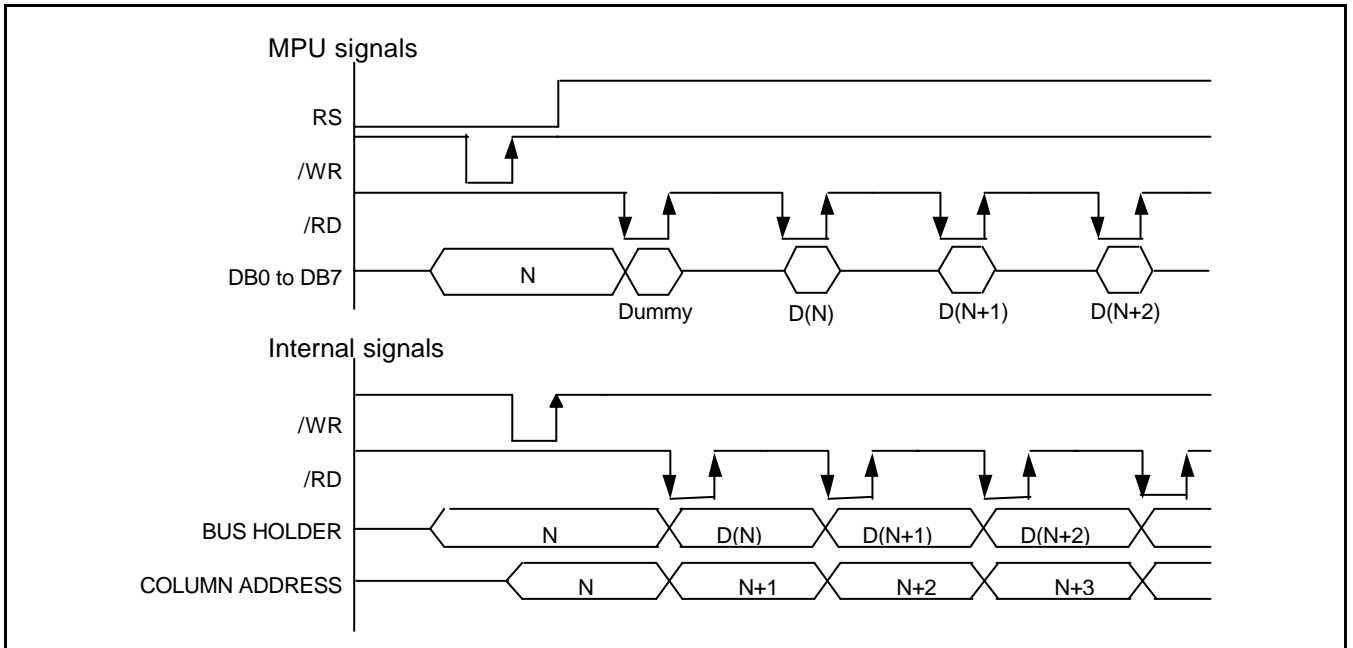 MPU signals
RS
/WR
/RD
DB0 to DB7
N
Dummy
D(N)
D(N+1)
D(N+2)
Internal signals
/WR
/RD
BUS HOLDER
N
D(N)
D(N+1)
D(N+2)
COLUMN ADDRESS
N
N+1
N+2
N+3